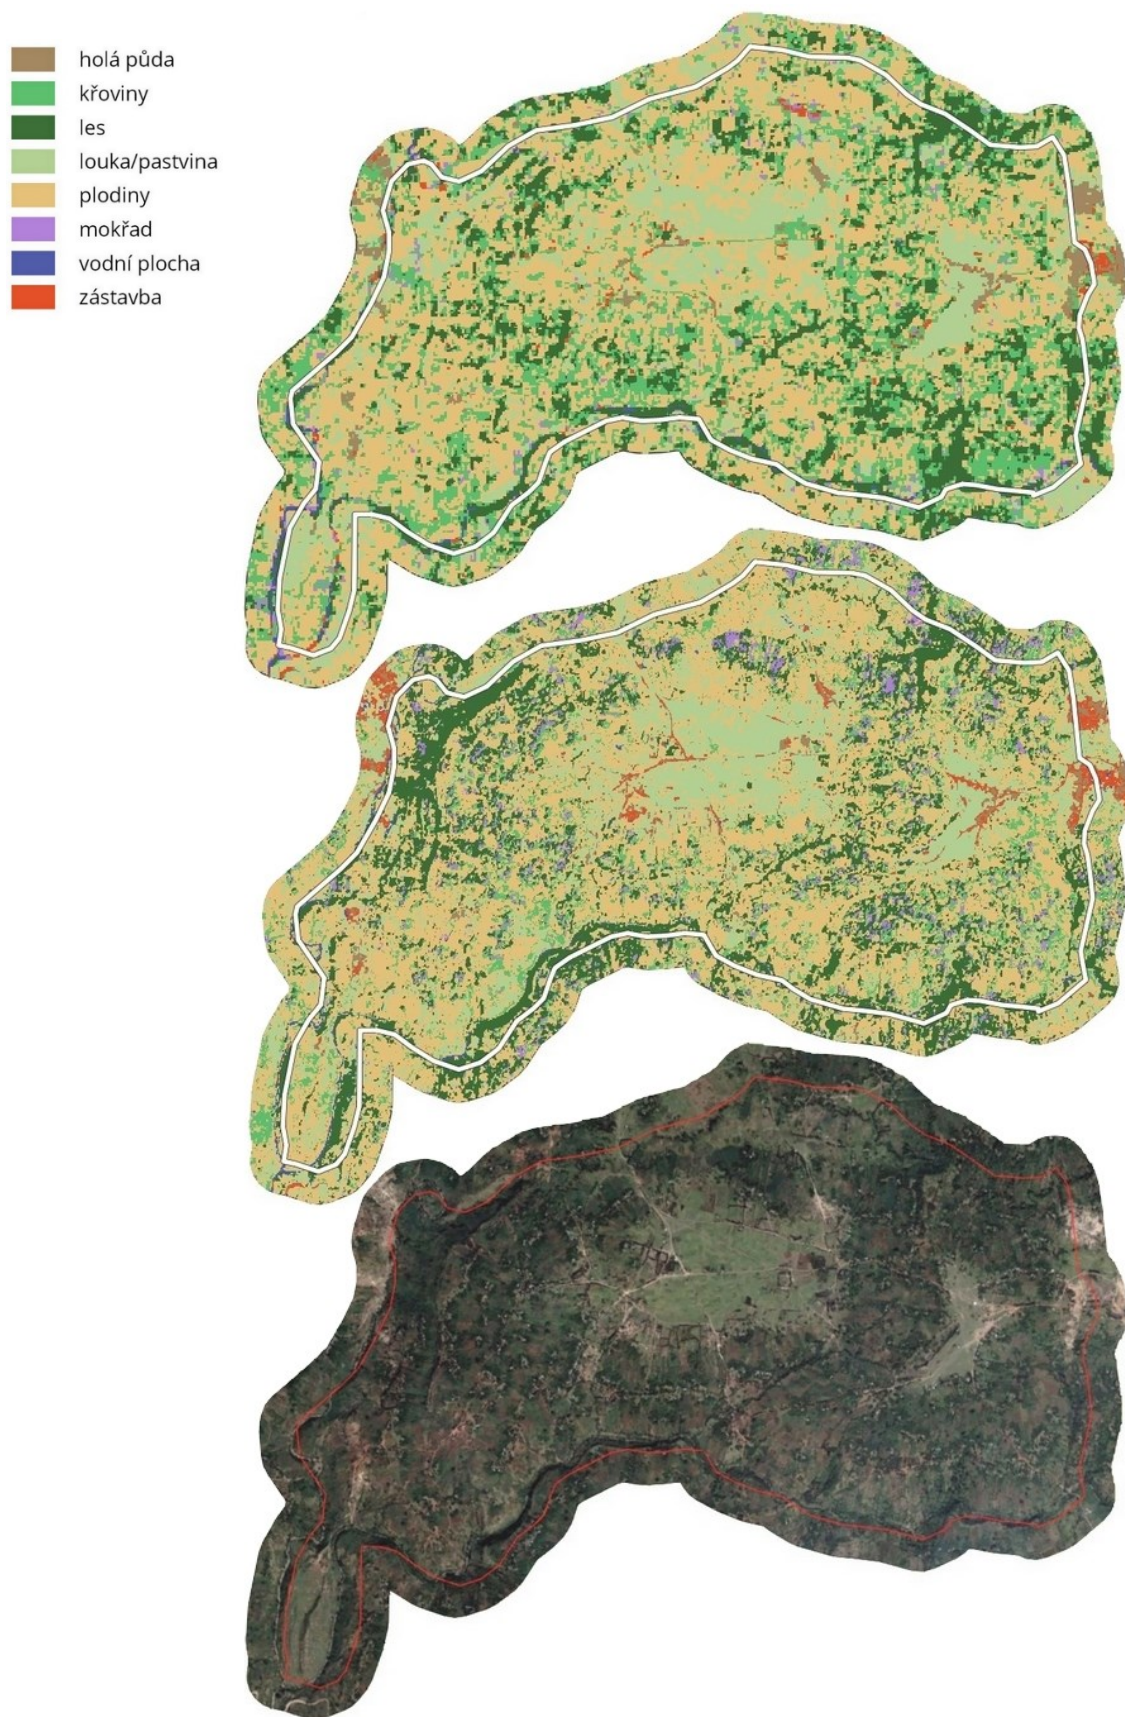 holá půda
křoviny
les
louka/pastvina
plodiny
mokřad
vodní plocha
zástavba